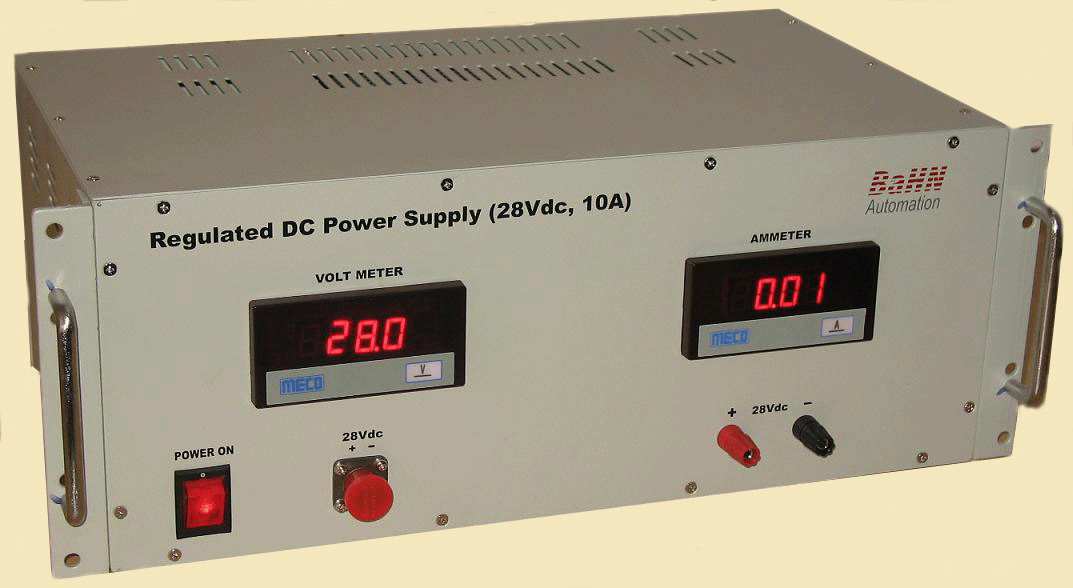 BaHN
Automation
Regulated DC Power Supply (28Vdc, 10A)
VOLT METER
28.0
MECO
V
AMMETER
0.01
MECO
A
POWER ON
28Vdc
+ −
+ 28Vdc −